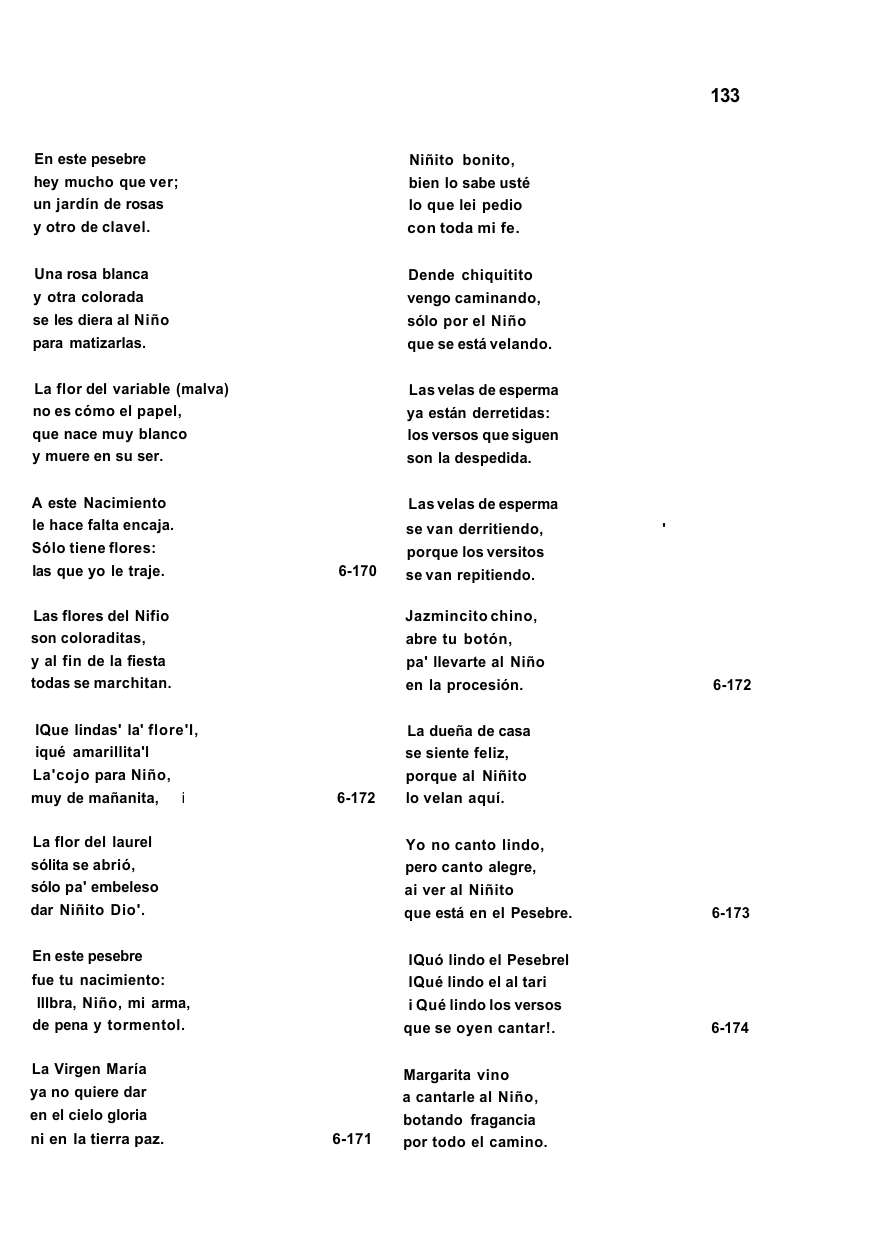 133
En este pesebre
hey mucho que ver;
un jardín de rosas
y otro de clavel.
Una rosa blanca
y otra colorada
se les diera al Niño
para matizarlas.
La flor del variable (malva)
no es cómo el papel,
que nace muy blanco
y muere en su ser.
A este Nacimiento
le hace falta encaja.
Sólo tiene flores:
las que yo le traje. 6-170
Las flores del Nifio
son coloraditas,
y al fin de la fiesta
todas se marchitan.
IQue lindas' la' flore'I,
iqué amarillita'I
La'cojo para Niño,
muy de mañanita, i 6-172
La flor del laurel
sólita se abrió,
sólo pa' embeleso
dar Niñito Dio'.
En este pesebre
fue tu nacimiento:
lIlbra, Niño, mi arma,
de pena y tormentol.
La Virgen María
ya no quiere dar
en el cielo gloria
ni en la tierra paz. 6-171
Niñito bonito,
bien lo sabe usté
lo que lei pedio
con toda mi fe.
Dende chiquitito
vengo caminando,
sólo por el Niño
que se está velando.
Las velas de esperma
ya están derretidas:
los versos que siguen
son la despedida.
Las velas de esperma
se van derritiendo, '
porque los versitos
se van repitiendo.
Jazmincito chino,
abre tu botón,
pa' llevarte al Niño
en la procesión. 6-172
La dueña de casa
se siente feliz,
porque al Niñito
lo velan aquí.
Yo no canto lindo,
pero canto alegre,
ai ver al Niñito
que está en el Pesebre. 6-173
IQuó lindo el Pesebrel
IQué lindo el al tari
i Qué lindo los versos
que se oyen cantar!. 6-174
Margarita vino
a cantarle al Niño,
botando fragancia
por todo el camino.